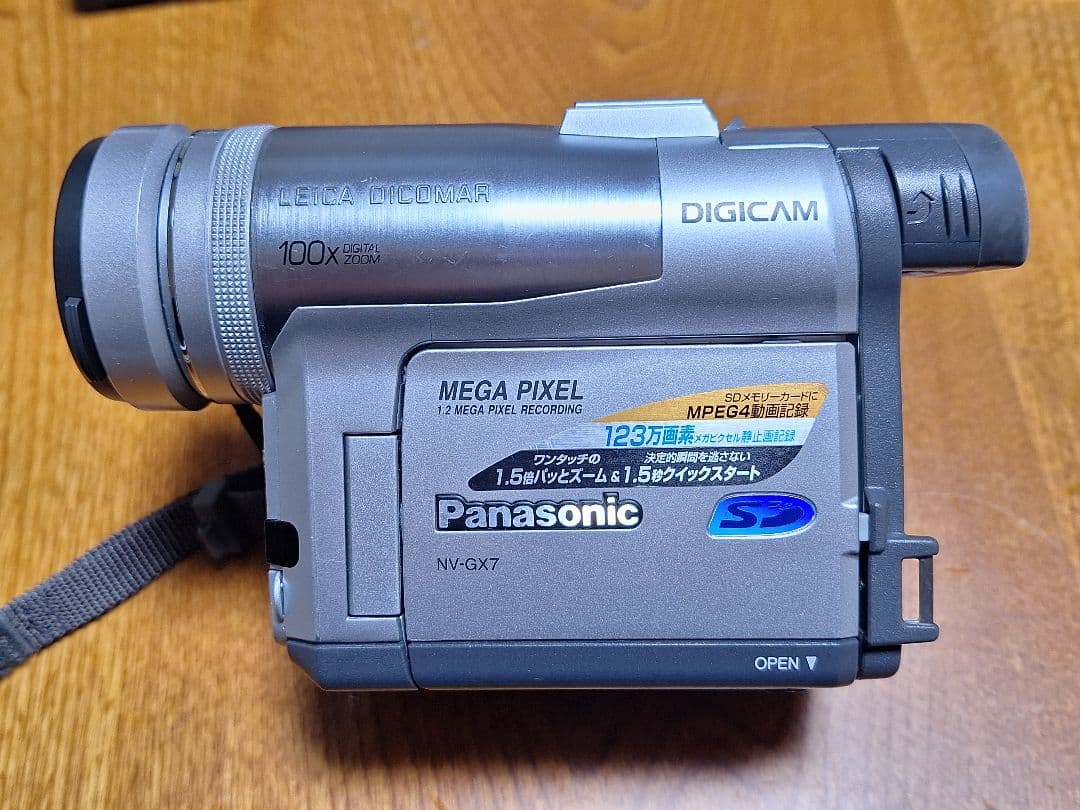 LEICA DICOMAR
100x DIGITAL ZOOM
DIGICAM
MEGA PIXEL
1.2 MEGA PIXEL RECORDING
SDメモリーカードに
MPEG4動画記録
123万画素メガピクセル静止画記録
ワンタッチの 決定的瞬間を逃さない
1.5倍パッとズーム & 1.5秒クイックスタート
Panasonic
SD
NV-GX7
OPEN ▼